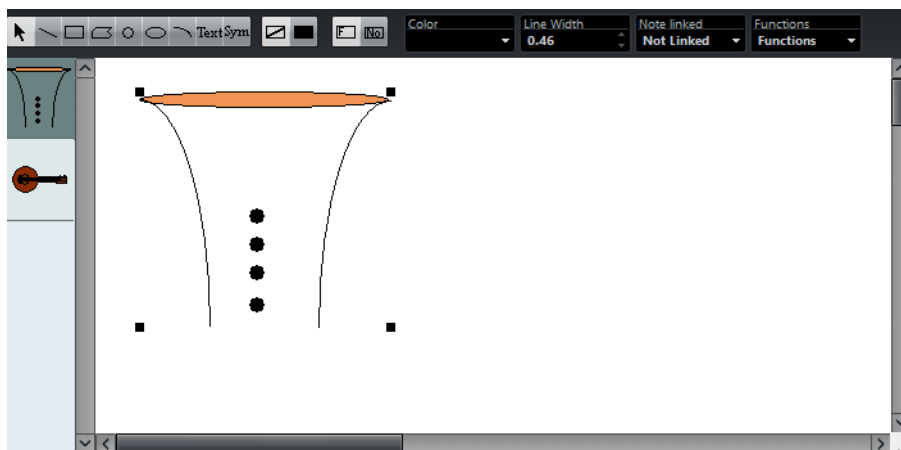 Text Sym F No
Color Line Width Note linked Functions
0.46 Not Linked Functions